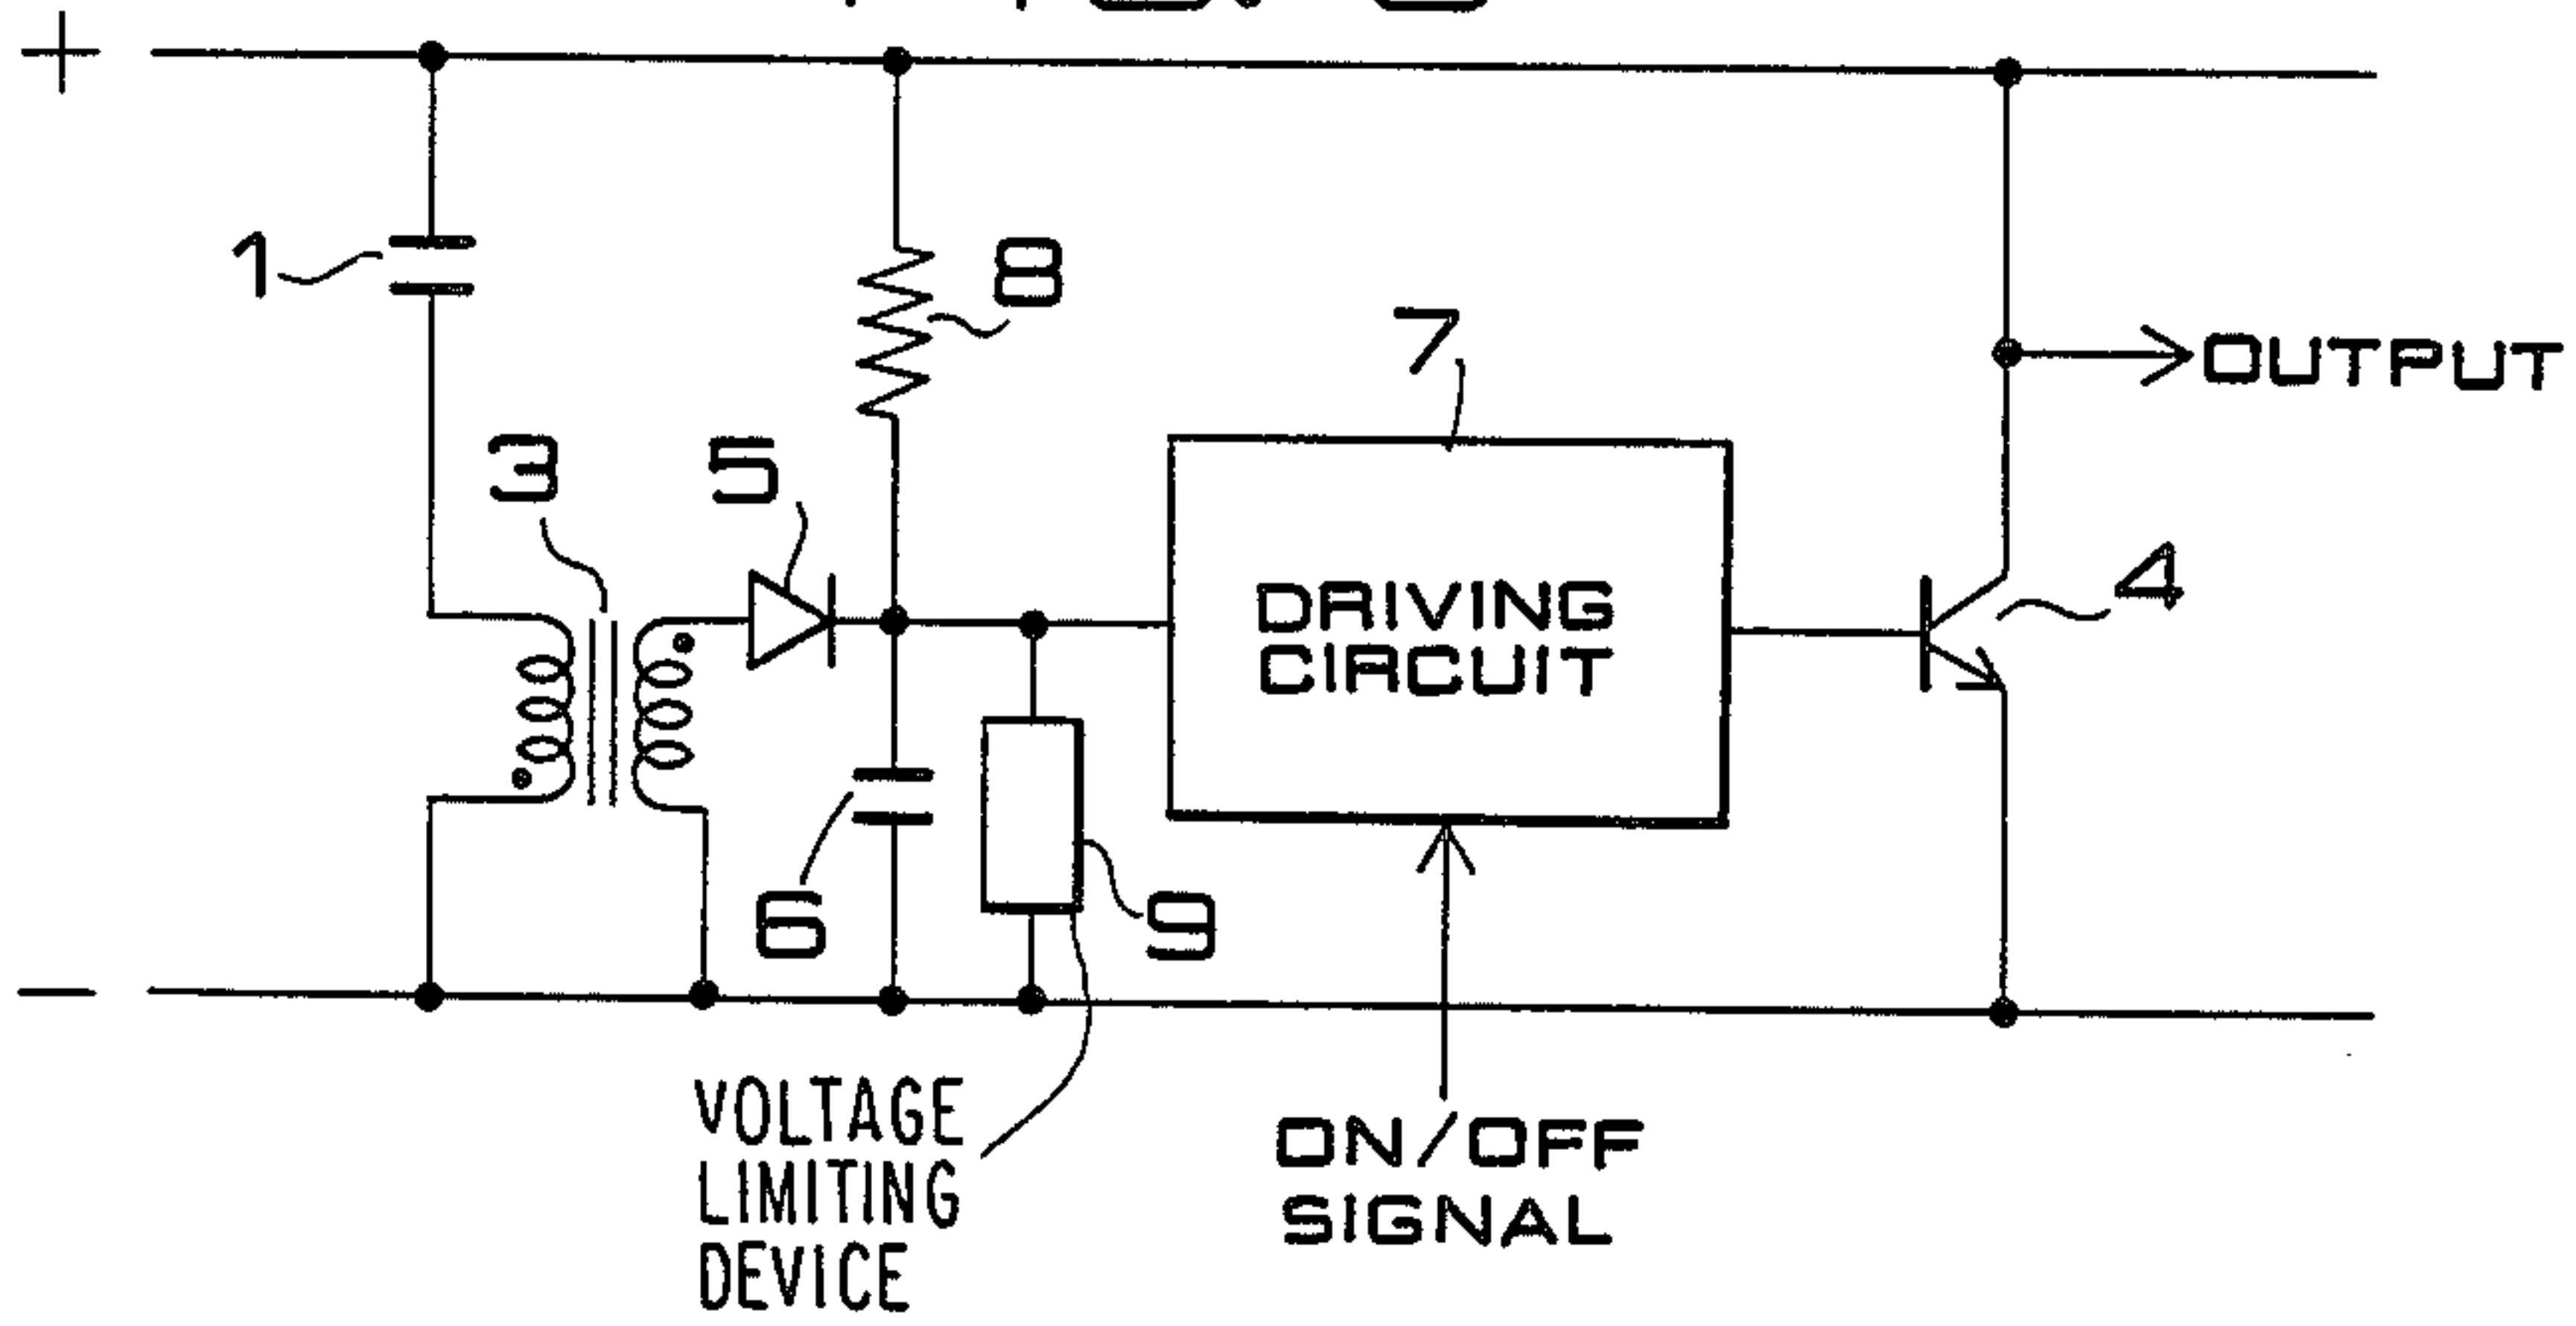 +
1
8
7
OUTPUT
3
5
4
DRIVING
CIRCUIT
6
9
−
VOLTAGE
LIMITING
DEVICE
ON/OFF
SIGNAL